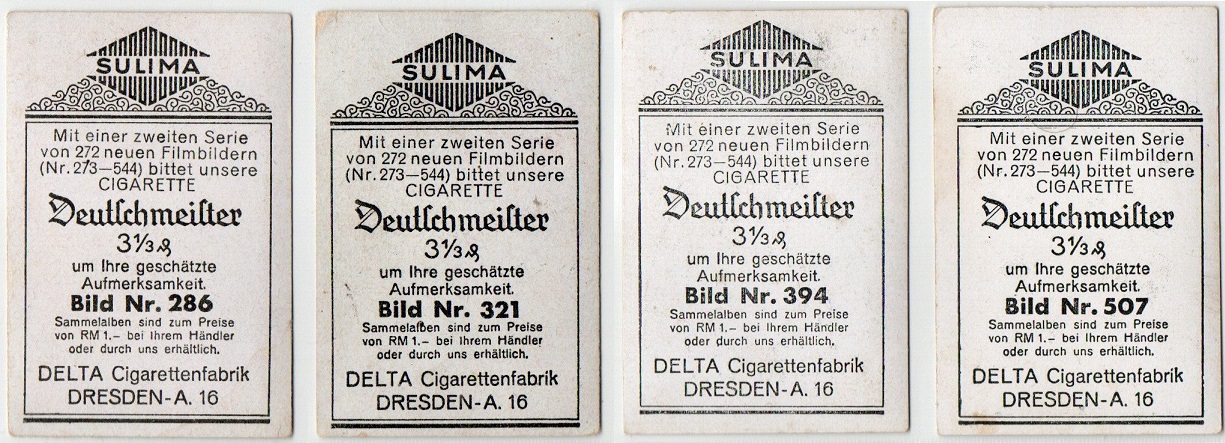 SULIMA
Mit einer zweiten Serie
von 272 neuen Filmbildern
(Nr. 273—544) bittet unsere
CIGARETTE
Deutschmeister
3⅓ ₰
um Ihre geschätzte
Aufmerksamkeit.
Bild Nr. 286
Sammelalben sind zum Preise
von RM 1.– bei Ihrem Händler
oder durch uns erhältlich.
DELTA Cigarettenfabrik
DRESDEN-A. 16
SULIMA
Mit einer zweiten Serie
von 272 neuen Filmbildern
(Nr. 273—544) bittet unsere
CIGARETTE
Deutschmeister
3⅓ ₰
um Ihre geschätzte
Aufmerksamkeit.
Bild Nr. 321
Sammelalben sind zum Preise
von RM 1.– bei Ihrem Händler
oder durch uns erhältlich.
DELTA Cigarettenfabrik
DRESDEN-A. 16
SULIMA
Mit einer zweiten Serie
von 272 neuen Filmbildern
(Nr. 273—544) bittet unsere
CIGARETTE
Deutschmeister
3⅓ ₰
um Ihre geschätzte
Aufmerksamkeit.
Bild Nr. 394
Sammelalben sind zum Preise
von RM 1.– bei Ihrem Händler
oder durch uns erhältlich.
DELTA Cigarettenfabrik
DRESDEN-A. 16
SULIMA
Mit einer zweiten Serie
von 272 neuen Filmbildern
(Nr. 273—544) bittet unsere
CIGARETTE
Deutschmeister
3⅓ ₰
um Ihre geschätzte
Aufmerksamkeit.
Bild Nr. 507
Sammelalben sind zum Preise
von RM 1.– bei Ihrem Händler
oder durch uns erhältlich.
DELTA Cigarettenfabrik
DRESDEN-A. 16